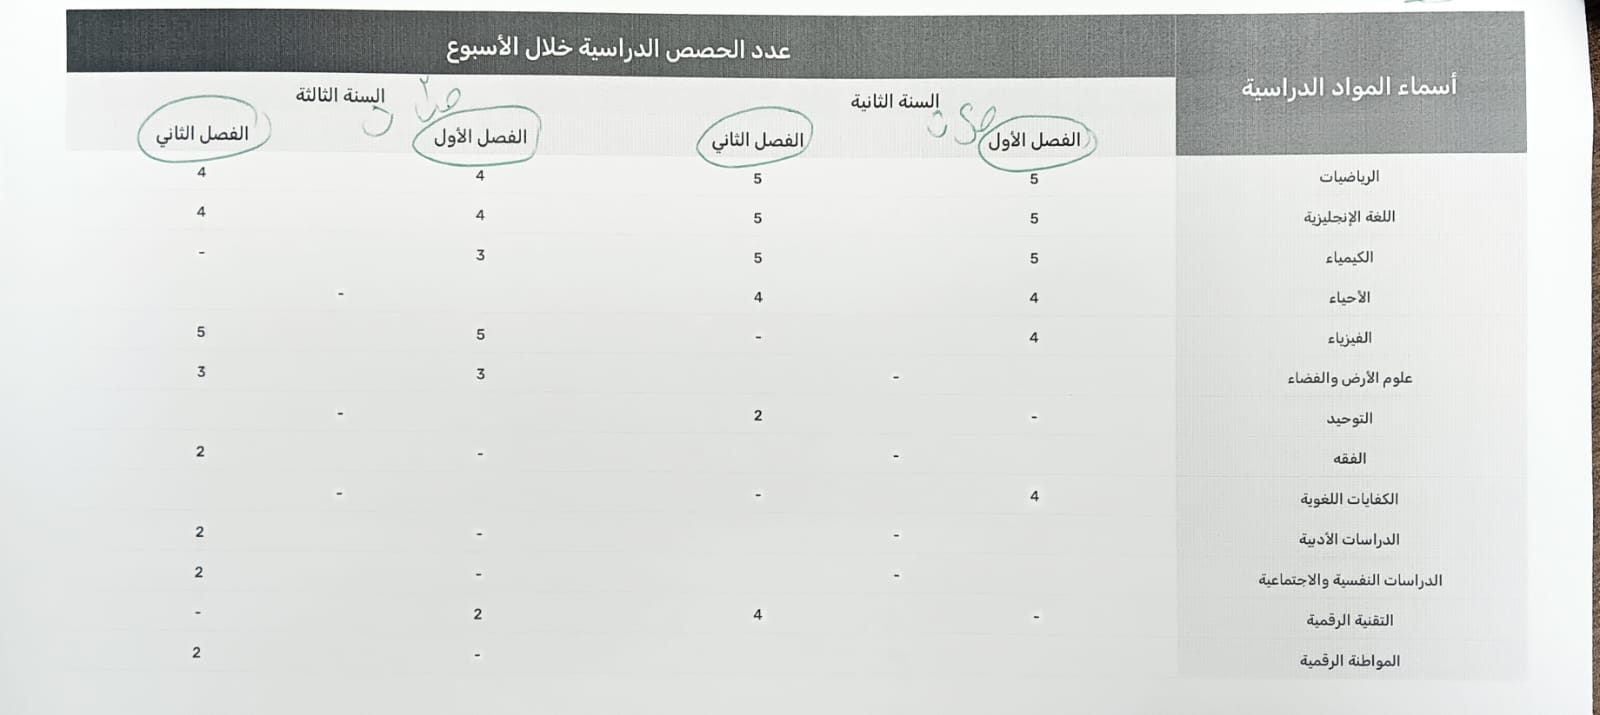 أسماء المواد الدراسية عدد الحصص الدراسية خلال الأسبوع
السنة الثانية السنة الثالثة
الفصل الأول الفصل الثاني الفصل الأول الفصل الثاني
الرياضيات 5 5 4 4
اللغة الإنجليزية 5 5 4 4
الكيمياء 5 5 3 -
الأحياء 4 4 -
الفيزياء 4 - 5 5
علوم الأرض والفضاء - 3 3
التوحيد - 2 -
الفقه - - 2
الكفايات اللغوية 4 - -
الدراسات الأدبية - - 2
الدراسات النفسية والاجتماعية - - 2
التقنية الرقمية - 4 2 -
المواطنة الرقمية - 2